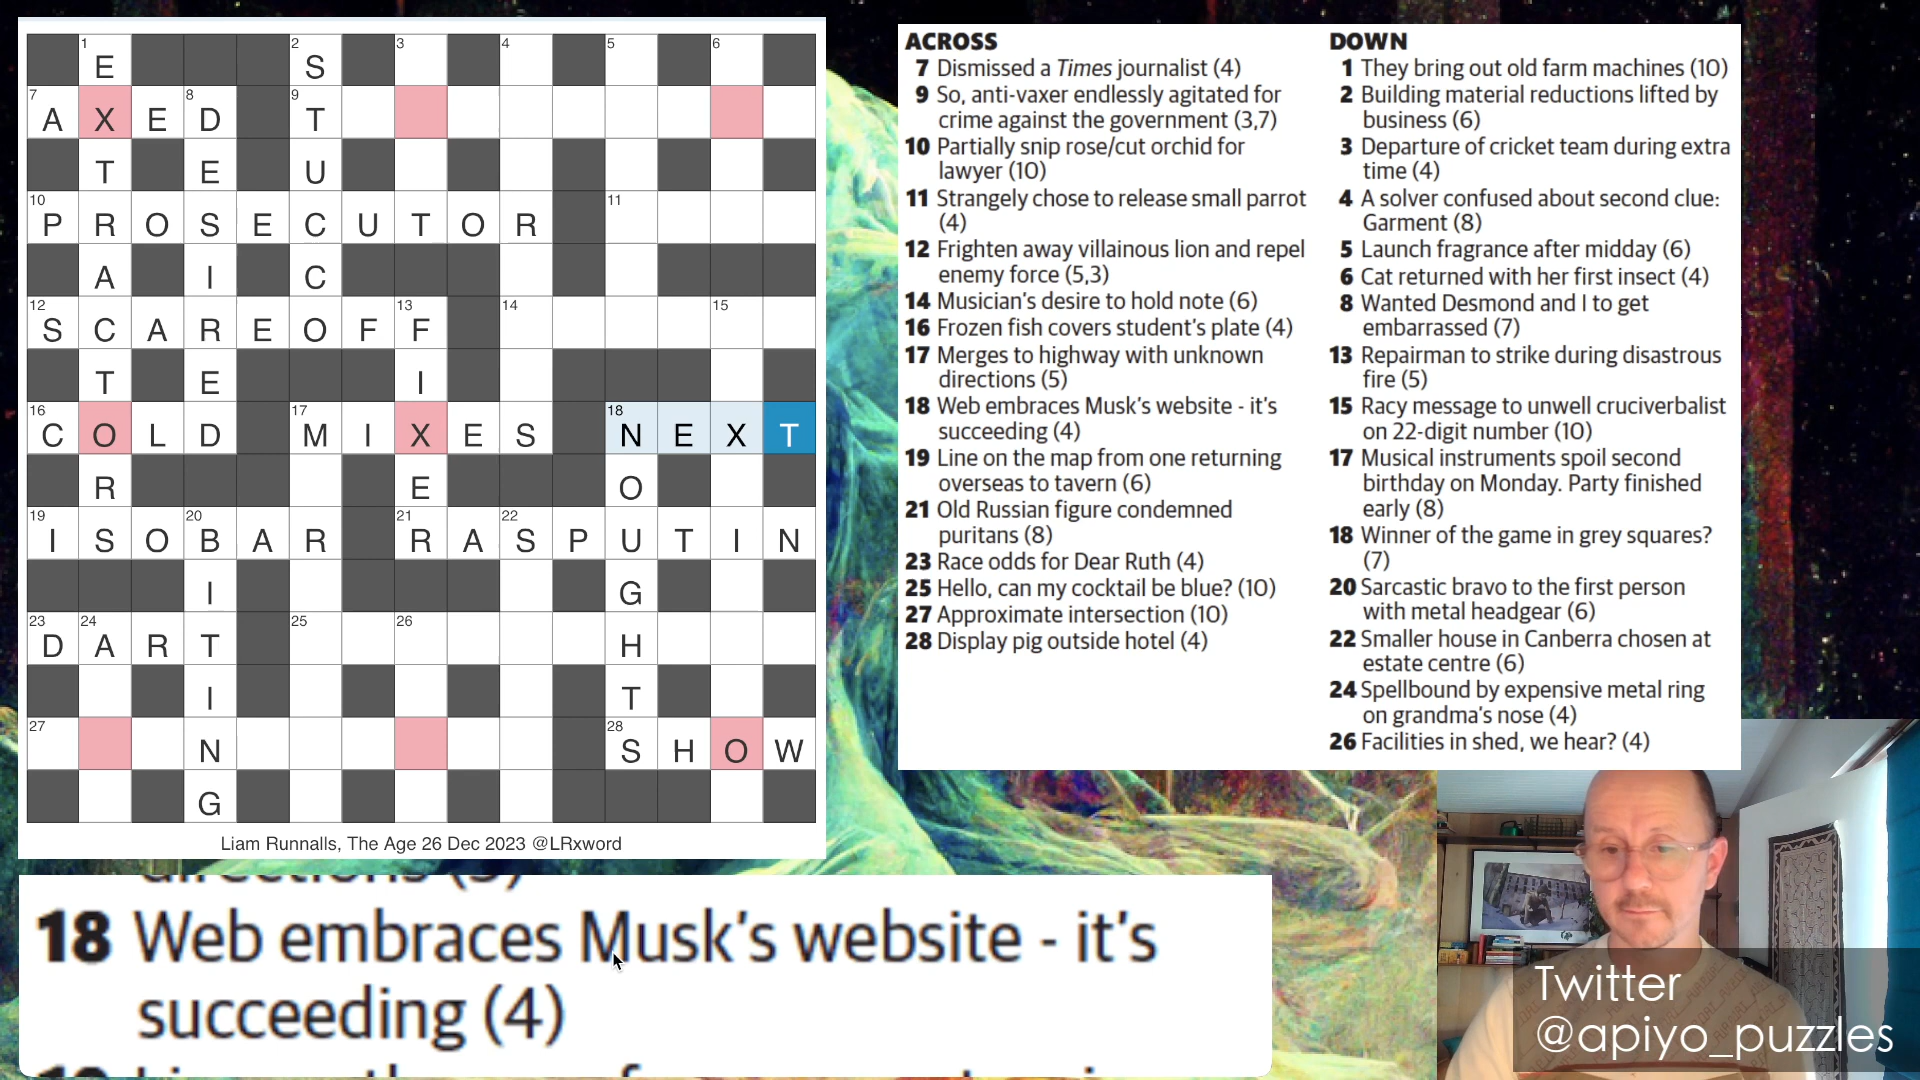 1 2 3 4 5 6
E S
7 8 9
A X E D T
T E U
10 11
P R O S E C U T O R
A I C
12 13 14 15
S C A R E O F F
T E I
16 17 18
C O L D M I X E S N E X T
R E O
19 20 21 22
I S O B A R R A S P U T I N
I G
23 24 25 26
D A R T H
I T
27 28
N S H O W
G
Liam Runnalls, The Age 26 Dec 2023 @LRxword
ACROSS
7 Dismissed a Times journalist (4)
9 So, anti-vaxer endlessly agitated for
crime against the government (3,7)
10 Partially snip rose/cut orchid for
lawyer (10)
11 Strangely chose to release small parrot
(4)
12 Frighten away villainous lion and repel
enemy force (5,3)
14 Musician's desire to hold note (6)
16 Frozen fish covers student's plate (4)
17 Merges to highway with unknown
directions (5)
18 Web embraces Musk's website - it's
succeeding (4)
19 Line on the map from one returning
overseas to tavern (6)
21 Old Russian figure condemned
puritans (8)
23 Race odds for Dear Ruth (4)
25 Hello, can my cocktail be blue? (10)
27 Approximate intersection (10)
28 Display pig outside hotel (4)
DOWN
1 They bring out old farm machines (10)
2 Building material reductions lifted by
business (6)
3 Departure of cricket team during extra
time (4)
4 A solver confused about second clue:
Garment (8)
5 Launch fragrance after midday (6)
6 Cat returned with her first insect (4)
8 Wanted Desmond and I to get
embarrassed (7)
13 Repairman to strike during disastrous
fire (5)
15 Racy message to unwell cruciverbalist
on 22-digit number (10)
17 Musical instruments spoil second
birthday on Monday. Party finished
early (8)
18 Winner of the game in grey squares?
(7)
20 Sarcastic bravo to the first person
with metal headgear (6)
22 Smaller house in Canberra chosen at
estate centre (6)
24 Spellbound by expensive metal ring
on grandma's nose (4)
26 Facilities in shed, we hear? (4)
directions (5)
18 Web embraces Musk's website - it's
succeeding (4)
Twitter
@apiyo_puzzles